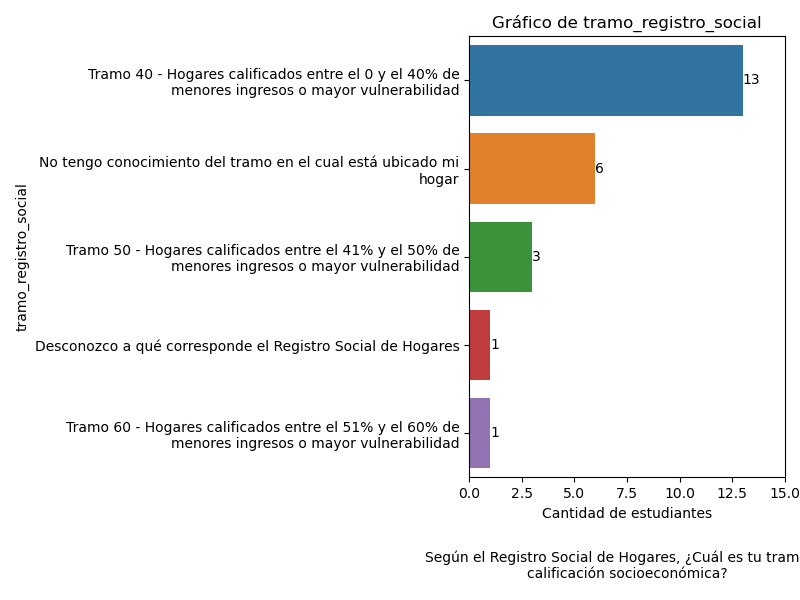 Gráfico de tramo_registro_social
tramo_registro_social
Tramo 40 - Hogares calificados entre el 0 y el 40% de
menores ingresos o mayor vulnerabilidad
13
No tengo conocimiento del tramo en el cual está ubicado mi
hogar
6
Tramo 50 - Hogares calificados entre el 41% y el 50% de
menores ingresos o mayor vulnerabilidad
3
Desconozco a qué corresponde el Registro Social de Hogares
1
Tramo 60 - Hogares calificados entre el 51% y el 60% de
menores ingresos o mayor vulnerabilidad
1
0.0 2.5 5.0 7.5 10.0 12.5 15.0
Cantidad de estudiantes
Según el Registro Social de Hogares, ¿Cuál es tu tram
calificación socioeconómica?